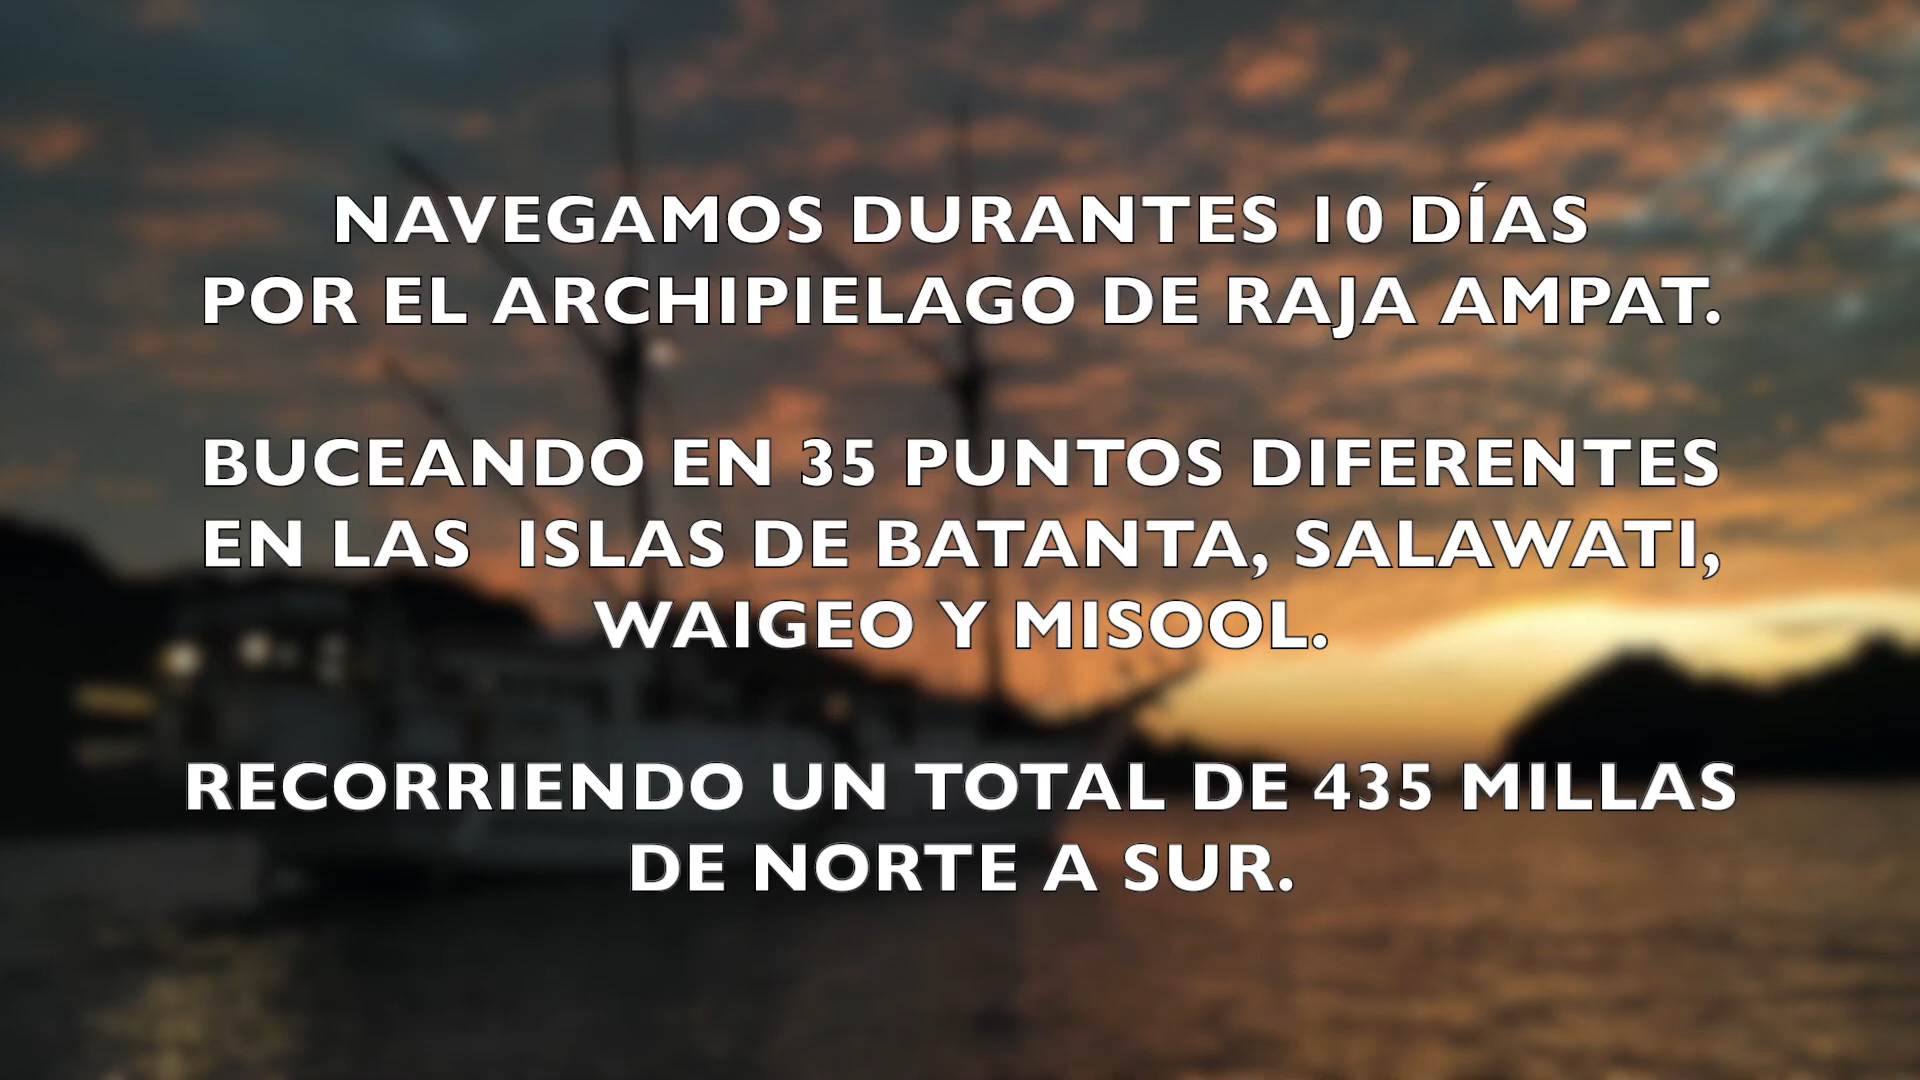 NAVEGAMOS DURANTES 10 DÍAS
POR EL ARCHIPIELAGO DE RAJA AMPAT.
BUCEANDO EN 35 PUNTOS DIFERENTES
EN LAS  ISLAS DE BATANTA, SALAWATI,
WAIGEO Y MISOOL.
RECORRIENDO UN TOTAL DE 435 MILLAS
DE NORTE A SUR.